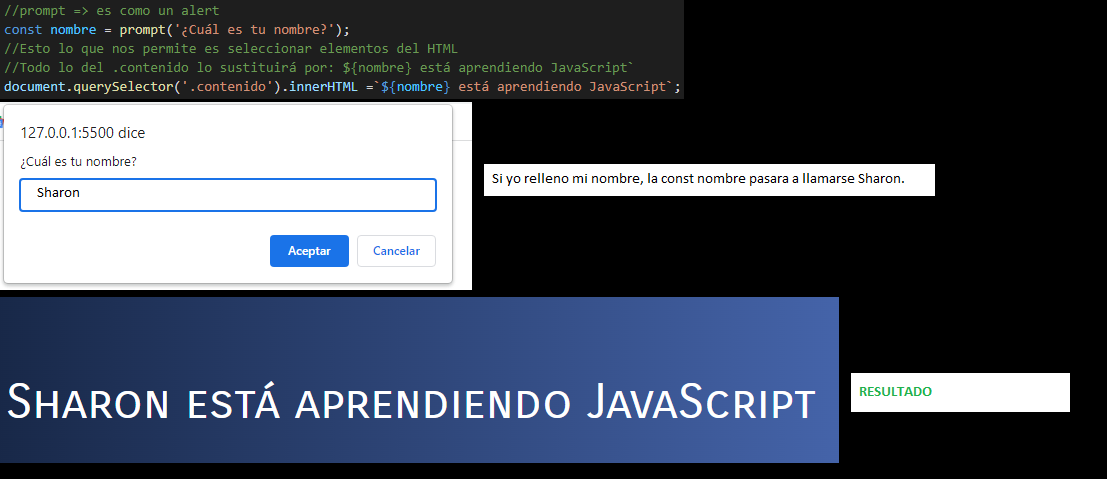 //prompt => es como un alert
const nombre = prompt('¿Cuál es tu nombre?');
//Esto lo que nos permite es seleccionar elementos del HTML
//Todo lo del .contenido lo sustituirá por: ${nombre} está aprendiendo JavaScript`
document.querySelector('.contenido').innerHTML =`${nombre} está aprendiendo JavaScript`;
127.0.0.1:5500 dice
¿Cuál es tu nombre?
Sharon
Aceptar Cancelar
Si yo relleno mi nombre, la const nombre pasara a llamarse Sharon.
Sharon está aprendiendo JavaScript
RESULTADO